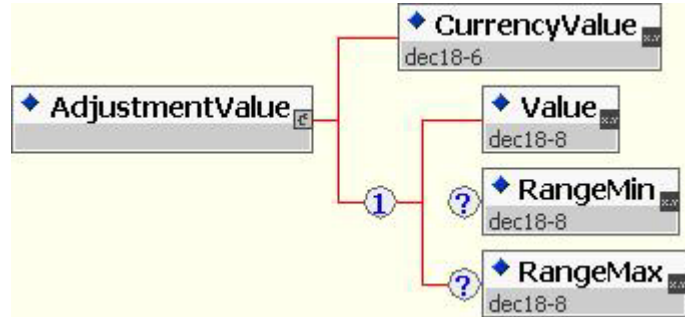 CurrencyValue
dec18-6
AdjustmentValue
Value
dec18-8
1
?
RangeMin
dec18-8
?
RangeMax
dec18-8